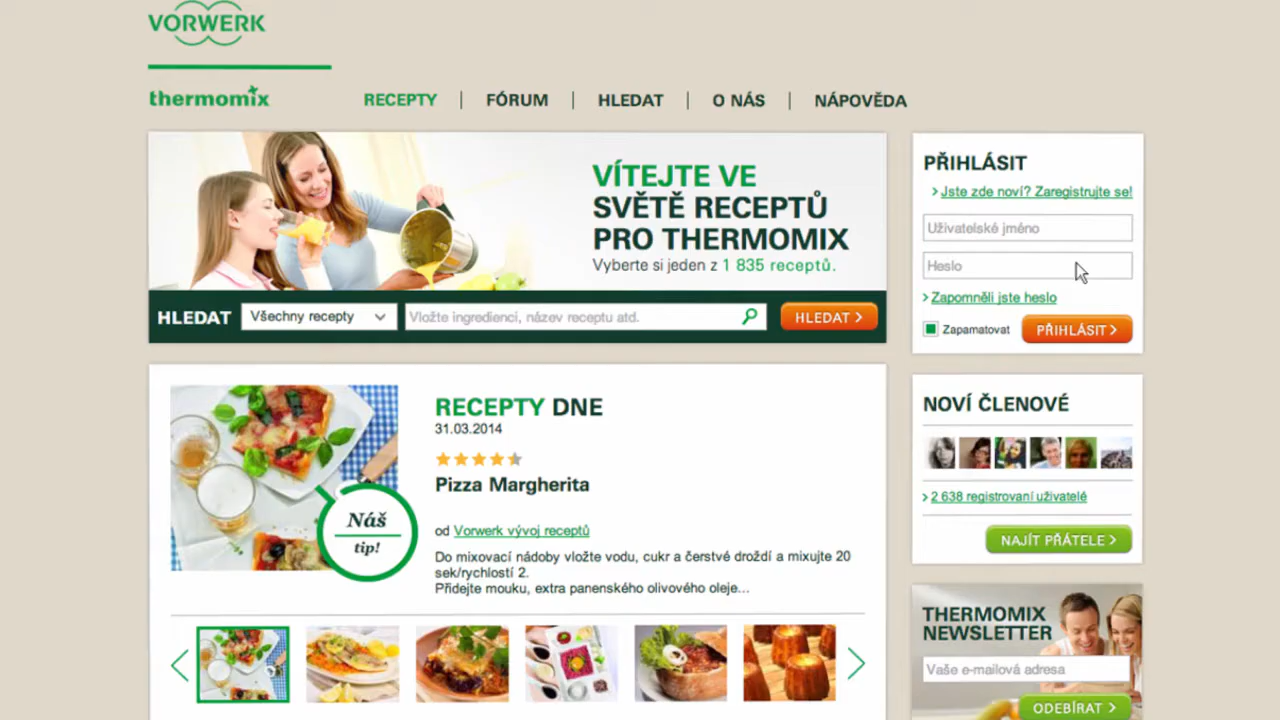 VORWERK
thermomix
RECEPTY
FÓRUM
HLEDAT
O NÁS
NÁPOVĚDA
VÍTEJTE VE
SVĚTĚ RECEPTŮ
PRO THERMOMIX
Vyberte si jeden z 1 835 receptů.
HLEDAT
Všechny recepty
Vložte ingredienci, název receptu atd.
HLEDAT >
PŘIHLÁSIT
> Jste zde noví? Zaregistrujte se!
Uživatelské jméno
Heslo
> Zapomněli jste heslo
Zapamatovat
PŘIHLÁSIT >
RECEPTY DNE
31.03.2014
Pizza Margherita
od Vorwerk vývoj receptů
Do mixovací nádoby vložte vodu, cukr a čerstvé droždí a mixujte 20
sek/rychlostí 2.
Přidejte mouku, extra panenského olivového oleje...
Náš
tip!
NOVÍ ČLENOVÉ
> 2 638 registrovaní uživatelé
NAJÍT PŘÁTELE >
THERMOMIX
NEWSLETTER
Vaše e-mailová adresa
ODEBÍRAT >